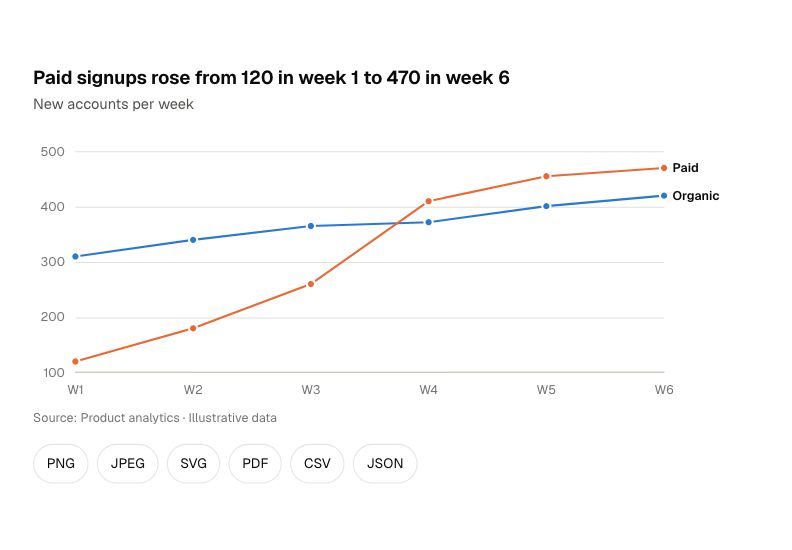 Paid signups rose from 120 in week 1 to 470 in week 6
New accounts per week
500
Paid
Organic
400
300
200
100
W1 W2 W3 W4 W5 W6
Source: Product analytics · Illustrative data
PNG JPEG SVG PDF CSV JSON